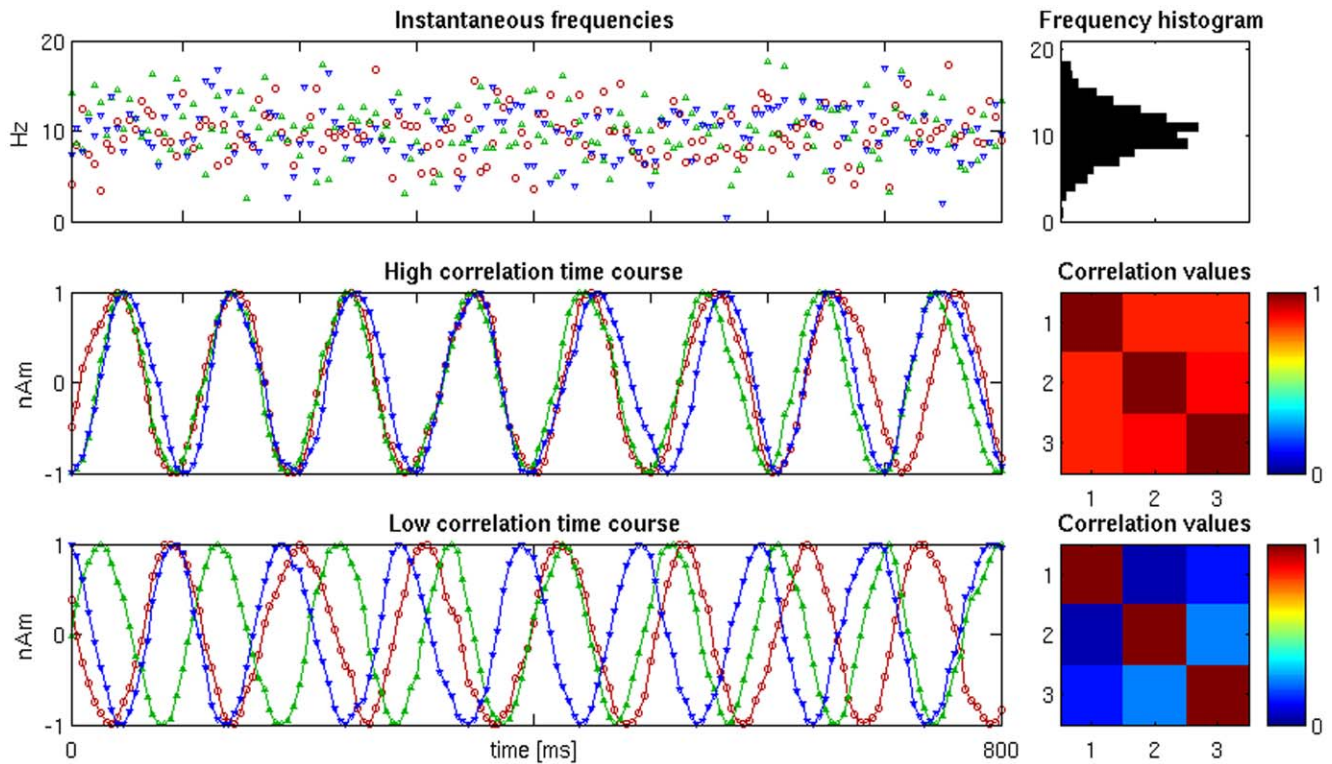 Instantaneous frequencies
Frequency histogram
20
10
0
Hz
20
10
0
High correlation time course
Correlation values
1
0
-1
nAm
1
2
3
1 2 3
1
0
Low correlation time course
Correlation values
1
0
-1
nAm
0 time [ms] 800
1
2
3
1 2 3
1
0